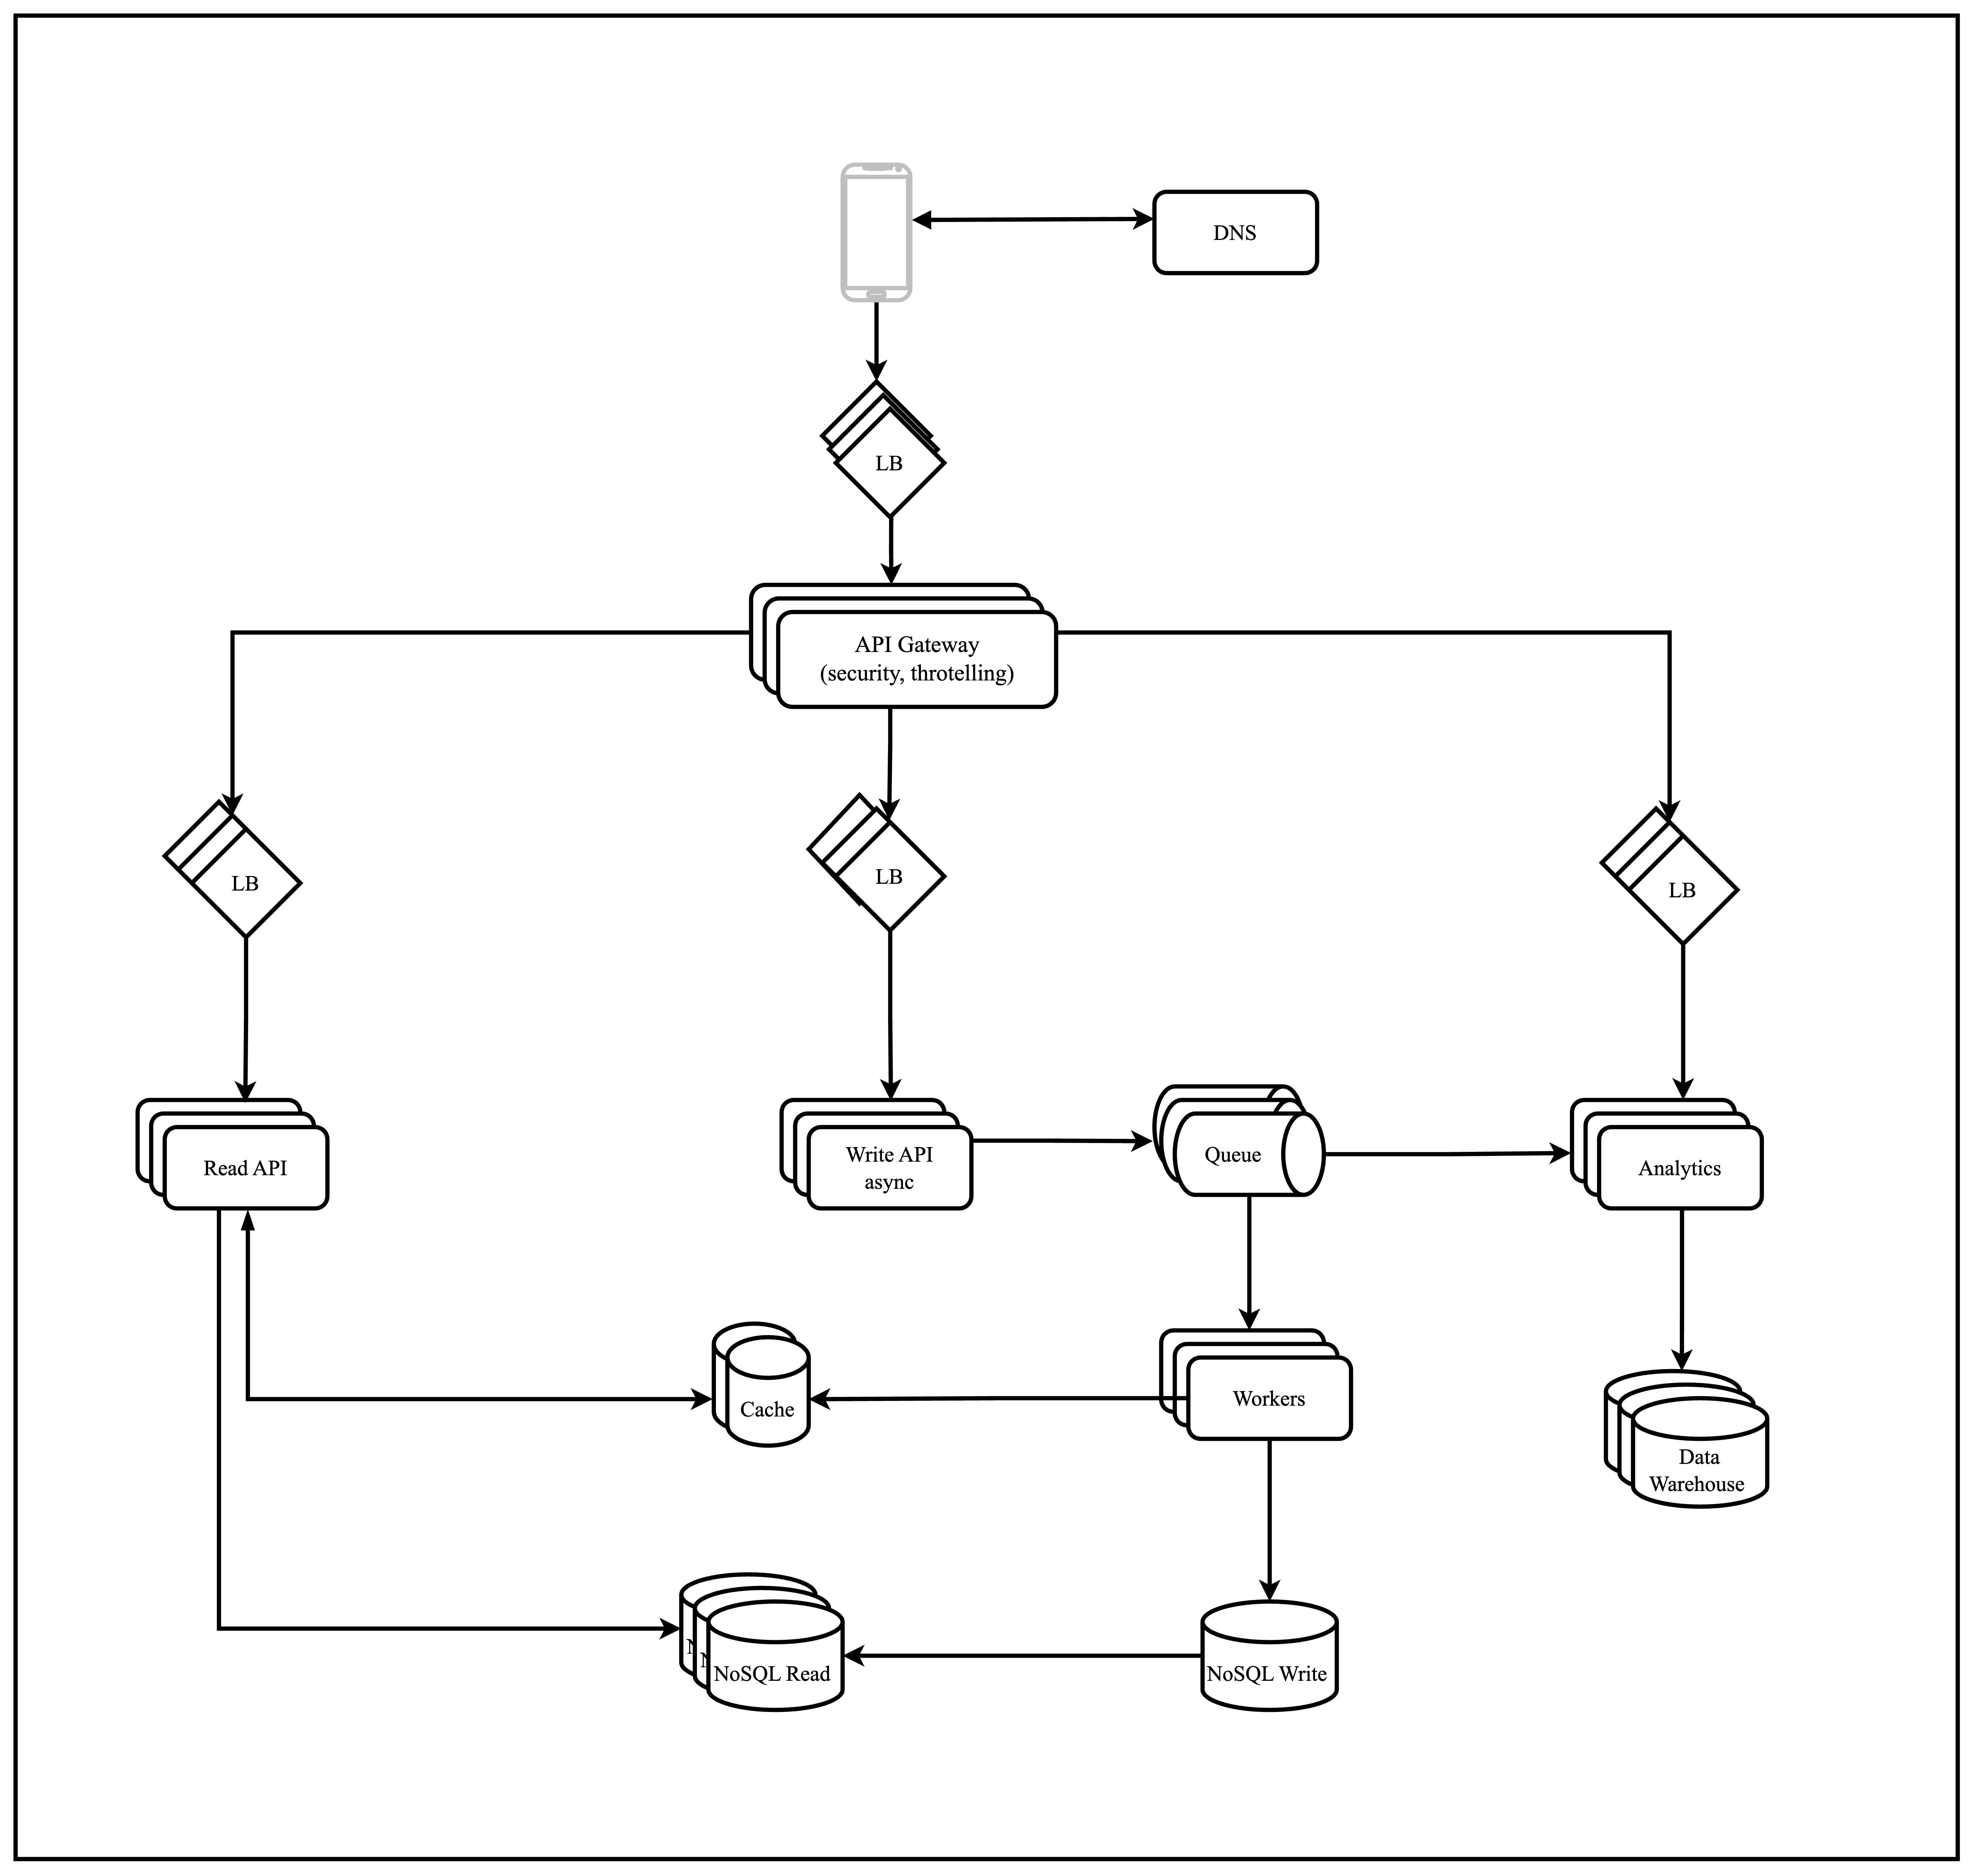 DNS
LB
API Gateway
(security, throtelling)
LB
LB
LB
Read API
Write API
async
Queue
Analytics
Cache
Workers
Data
Warehouse
N
N
NoSQL Read
NoSQL Write